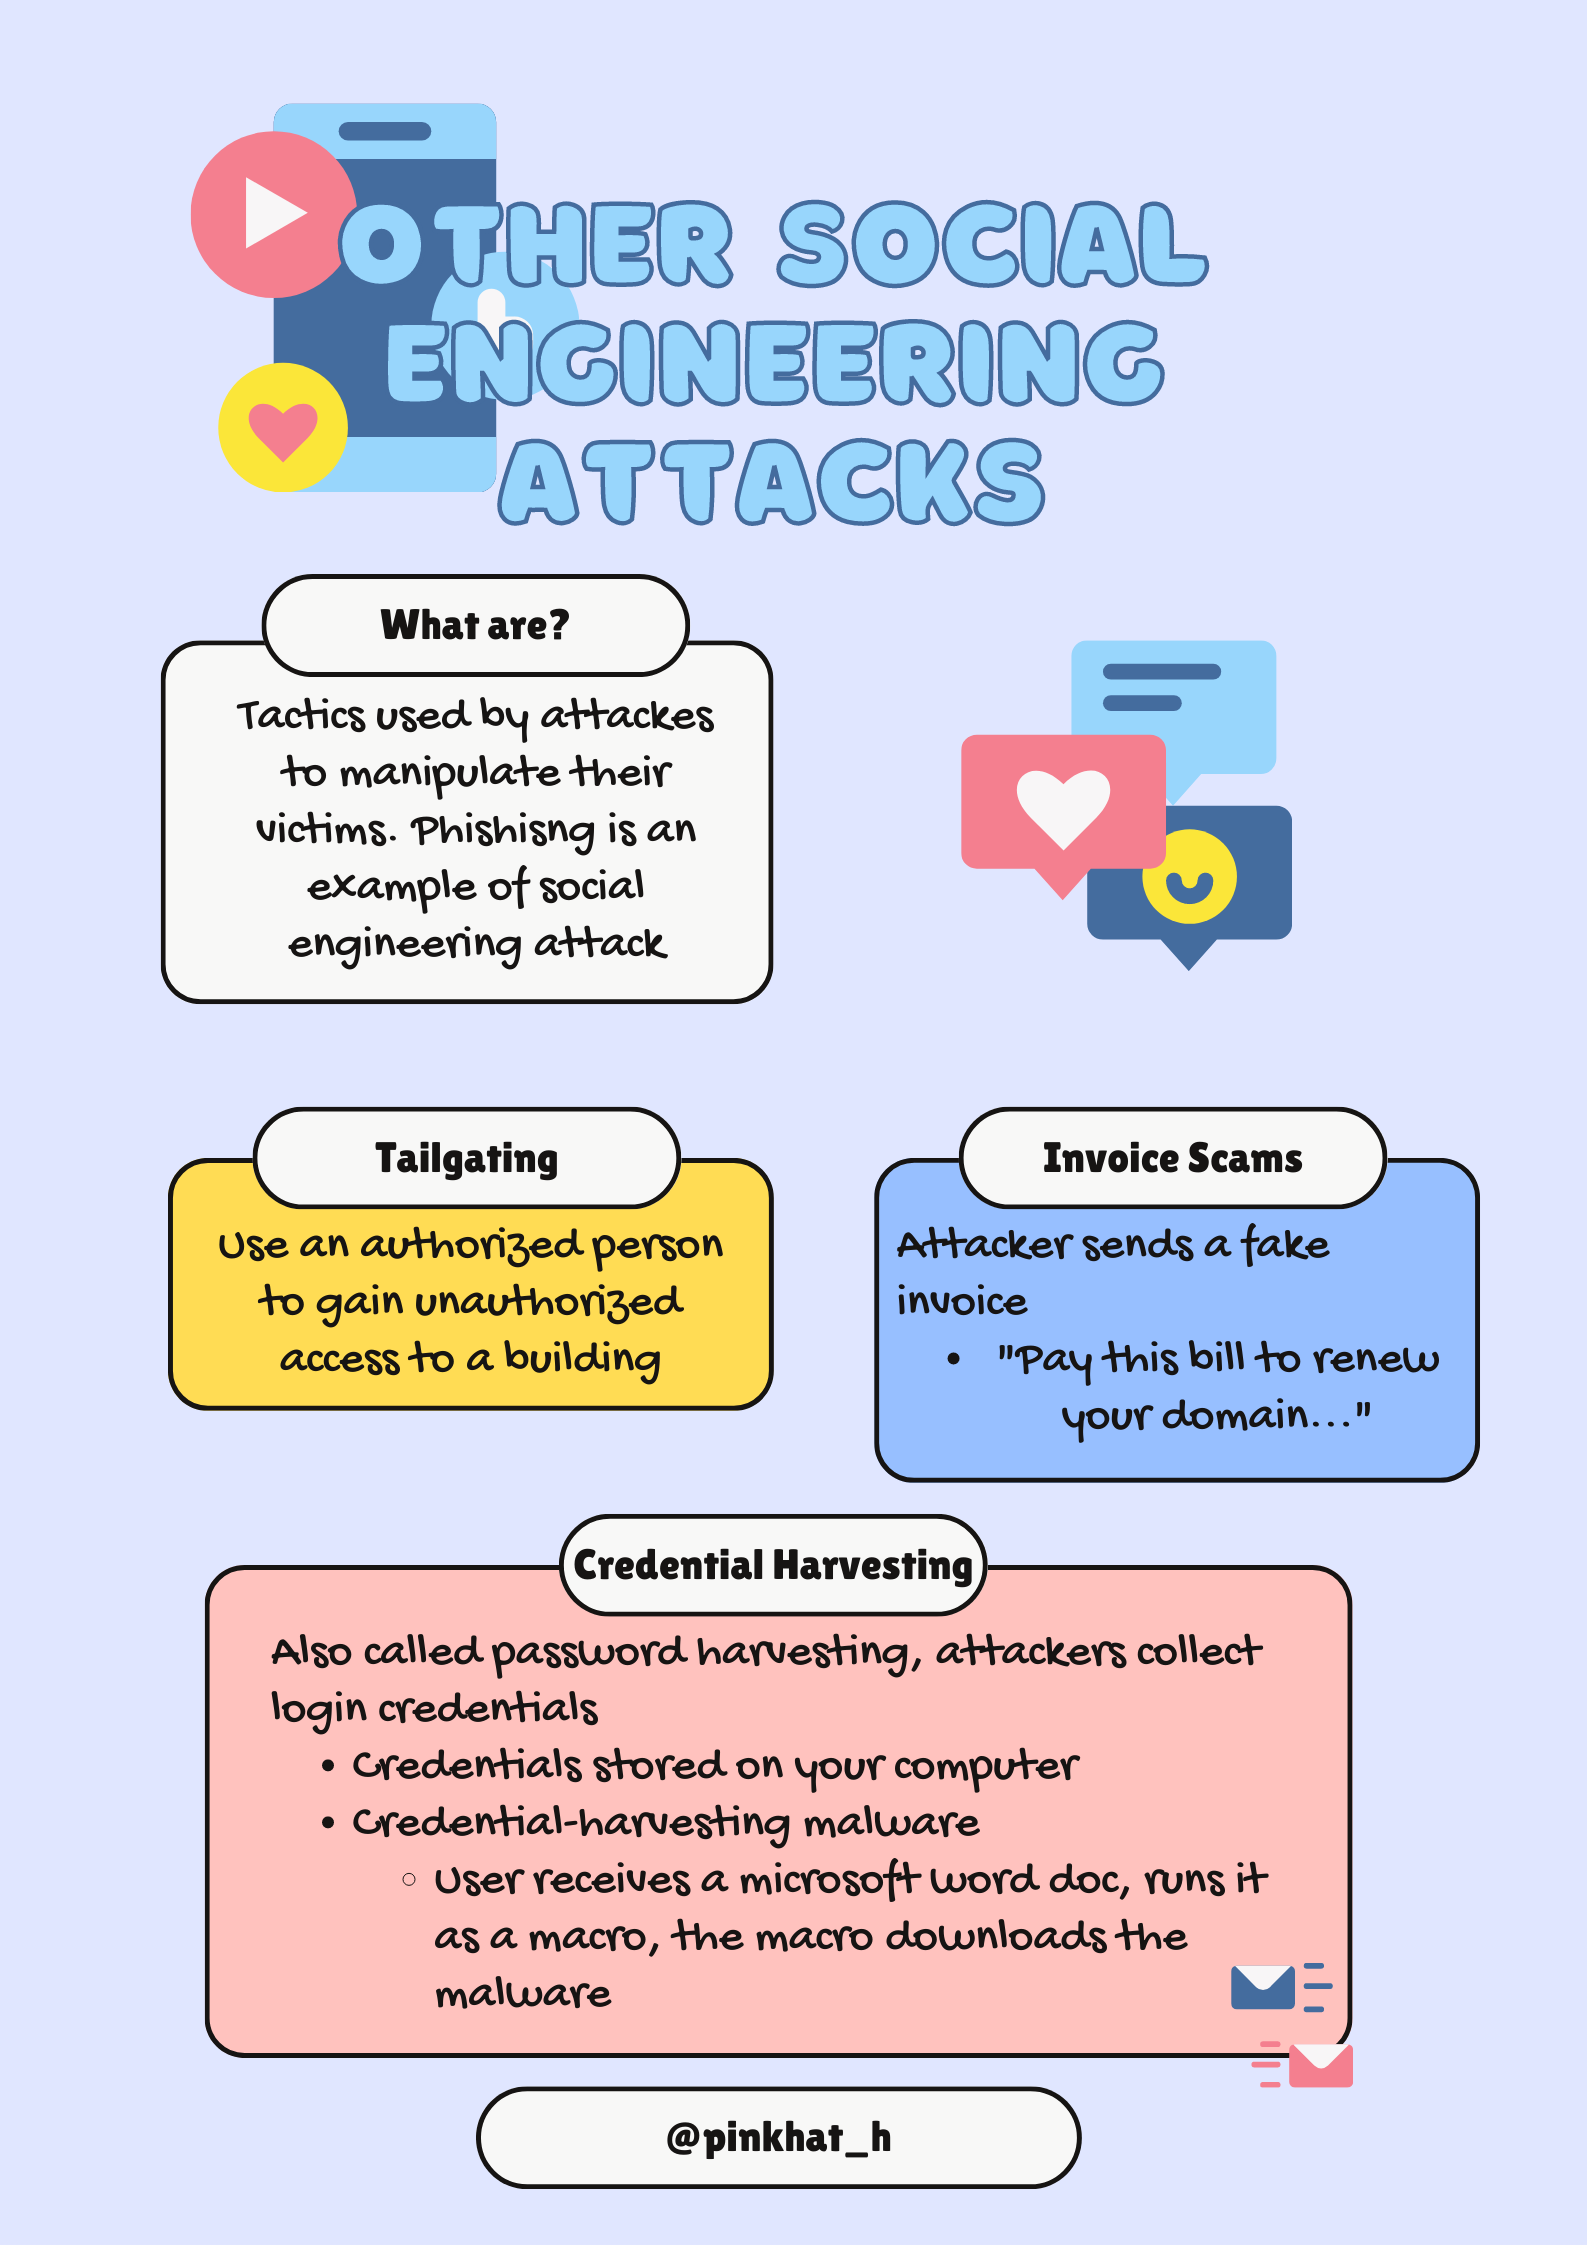 OTHER SOCIAL
ENGINEERING
ATTACKS
What are?
Tactics used by attackes
to manipulate their
victims. Phishisng is an
example of social
engineering attack
Tailgating
Use an authorized person
to gain unauthorized
access to a building
Invoice Scams
Attacker sends a fake
invoice
• "Pay this bill to renew
your domain..."
Credential Harvesting
Also called password harvesting, attackers collect
login credentials
• Credentials stored on your computer
• Credential-harvesting malware
○ User receives a microsoft word doc, runs it
as a macro, the macro downloads the
malware
@pinkhat_h